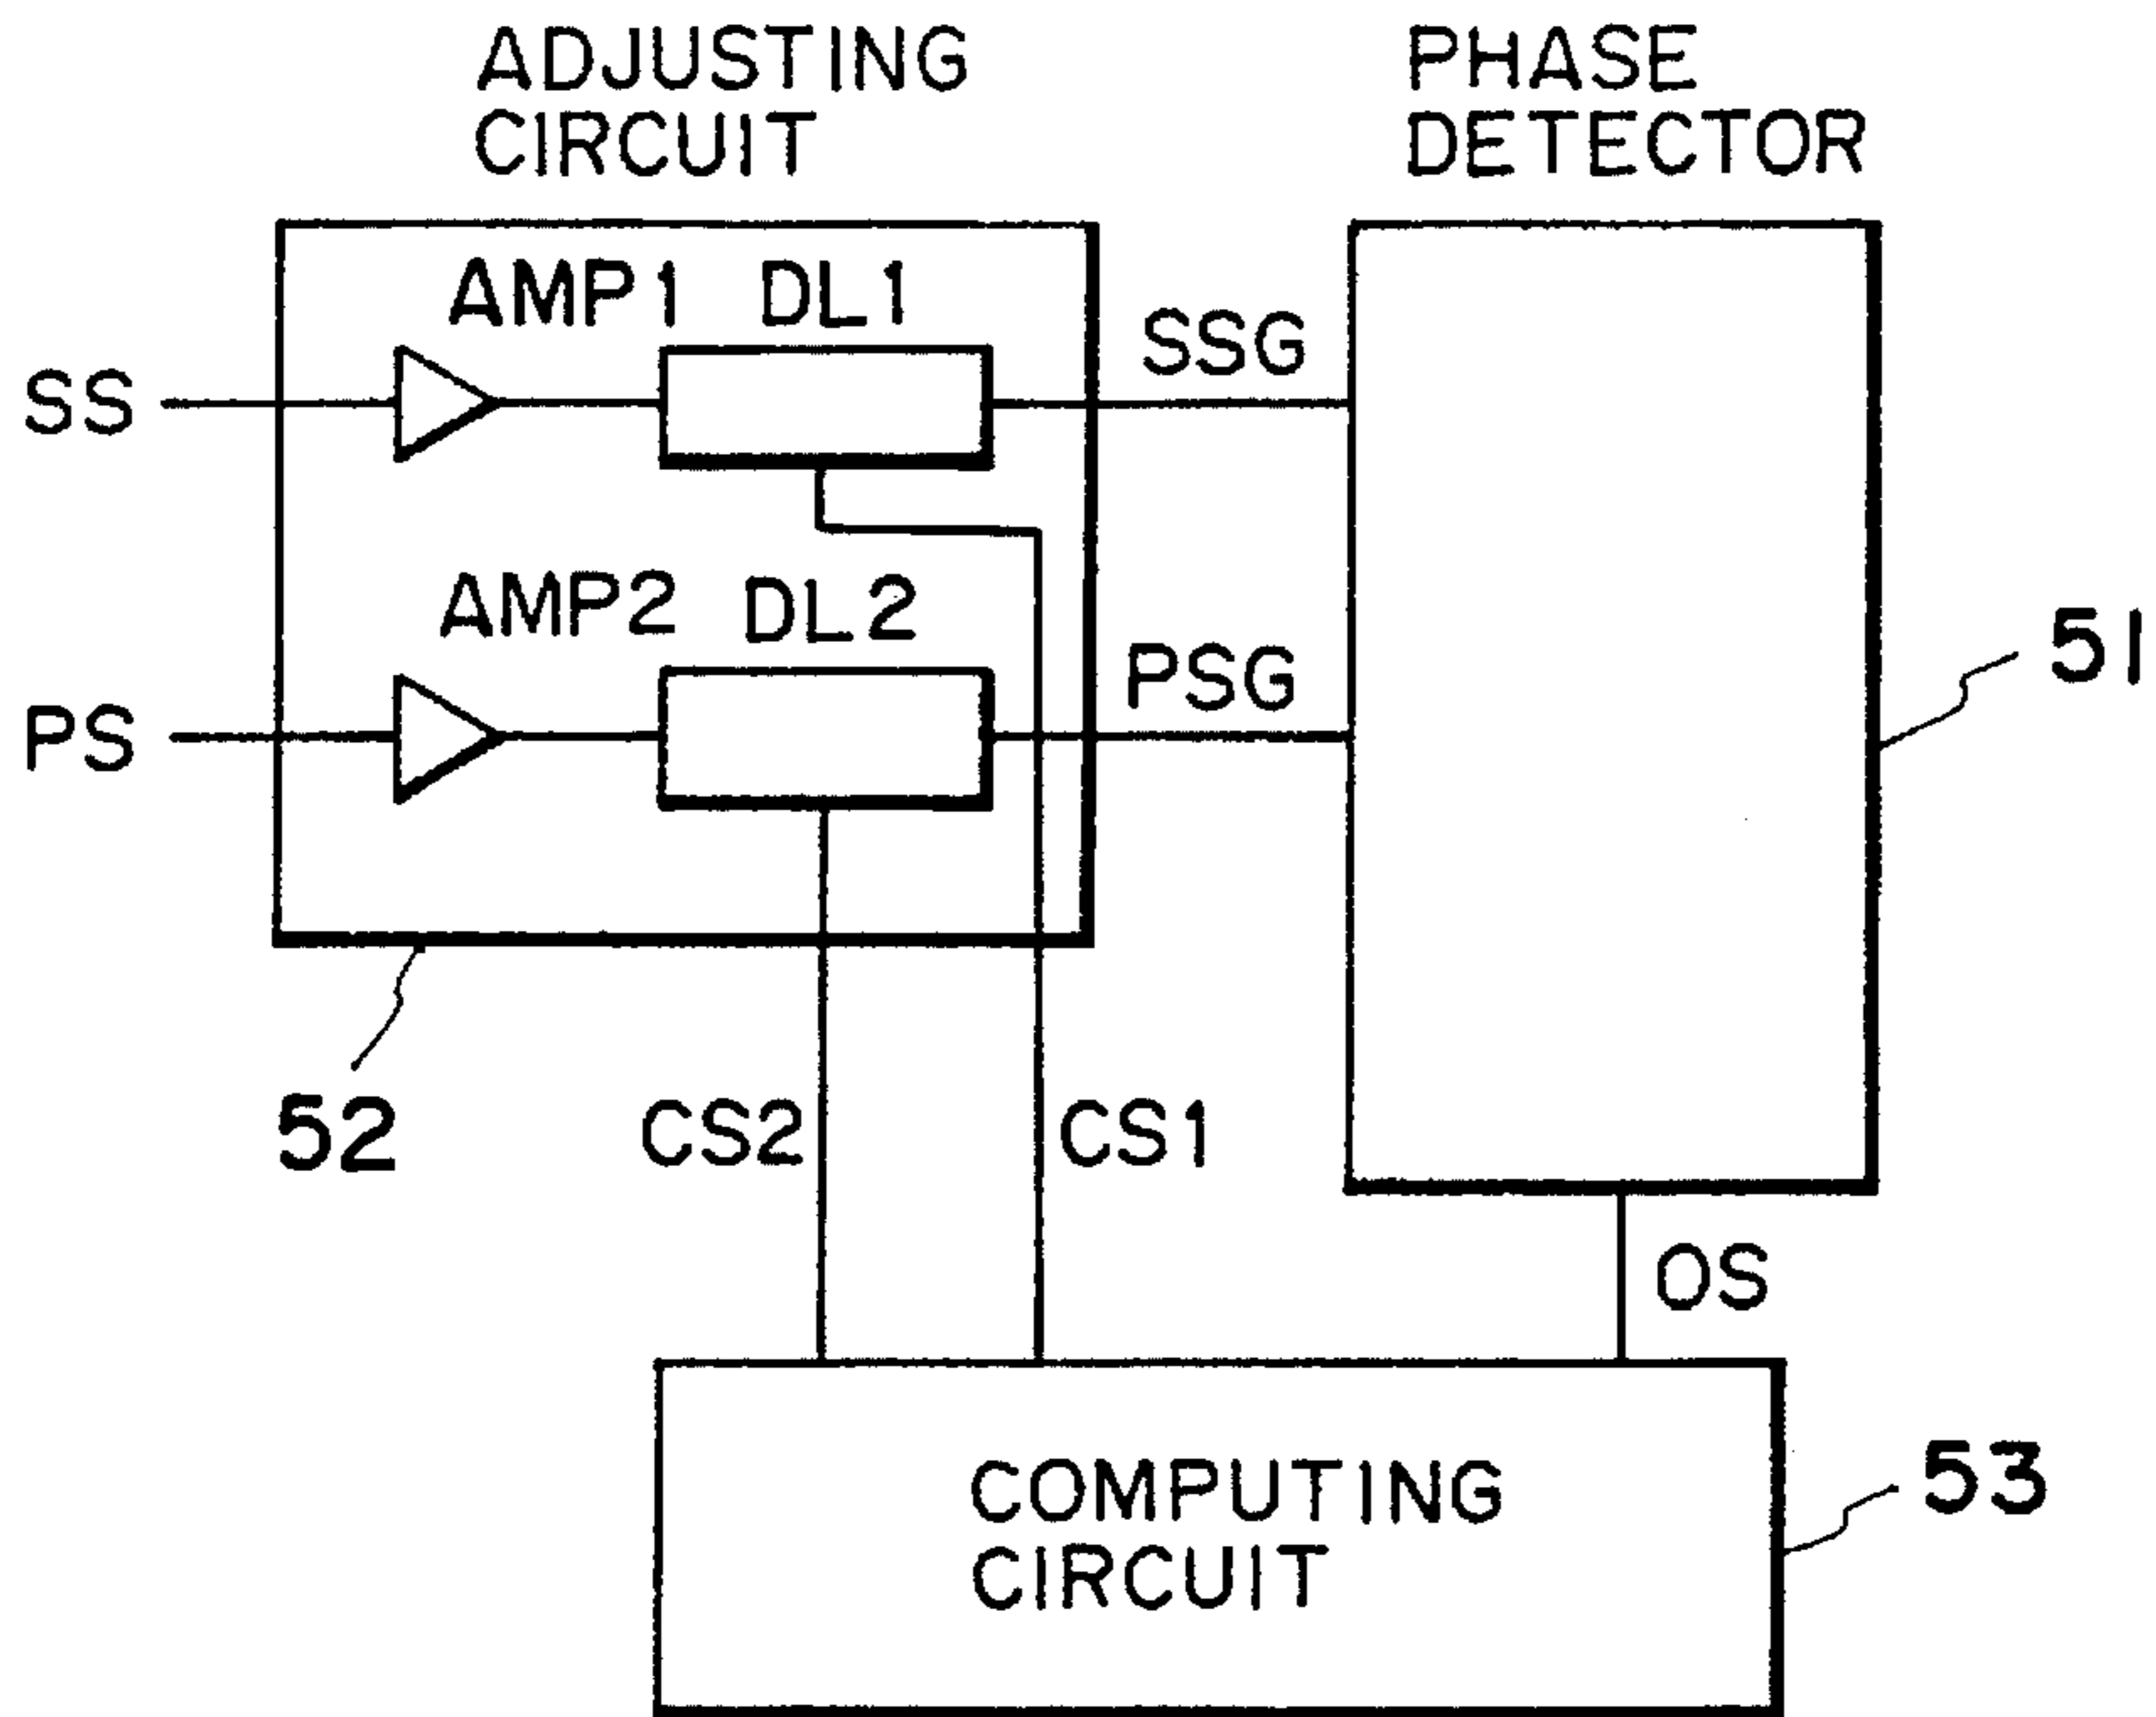 ADJUSTING
CIRCUIT
PHASE
DETECTOR
AMP1 DL1
SSG
SS
AMP2 DL2
PSG
PS
51
52
CS2
CS1
OS
COMPUTING
CIRCUIT
53